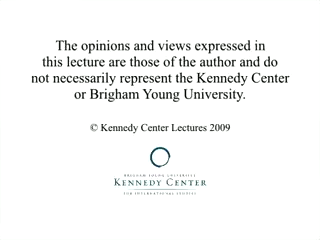 The opinions and views expressed in
this lecture are those of the author and do
not necessarily represent the Kennedy Center
or Brigham Young University.
© Kennedy Center Lectures 2009
BRIGHAM YOUNG UNIVERSITY
KENNEDY CENTER
FOR INTERNATIONAL STUDIES